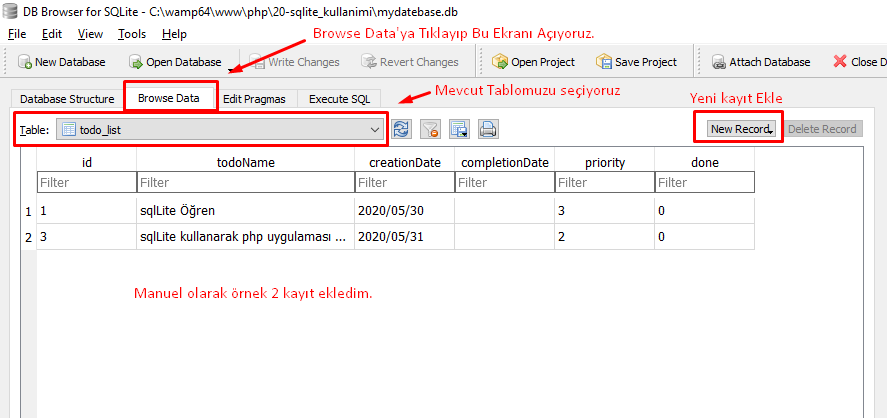 DB Browser for SQLite - C:\wamp64\www\php\20-sqlite_kullanimi\mydatebase.db
File Edit View Tools Help
Browse Data'ya Tıklayıp Bu Ekranı Açıyoruz.
New Database Open Database Write Changes Revert Changes Open Project Save Project Attach Database Close D
Mevcut Tablomuzu seçiyoruz
Yeni kayıt Ekle
Database Structure Browse Data Edit Pragmas Execute SQL
Table: todo_list New Record Delete Record
id todoName creationDate completionDate priority done
Filter Filter Filter Filter Filter Filter
1 1 sqlLite Öğren 2020/05/30 3 0
2 3 sqlLite kullanarak php uygulaması ... 2020/05/31 2 0
Manuel olarak örnek 2 kayıt ekledim.